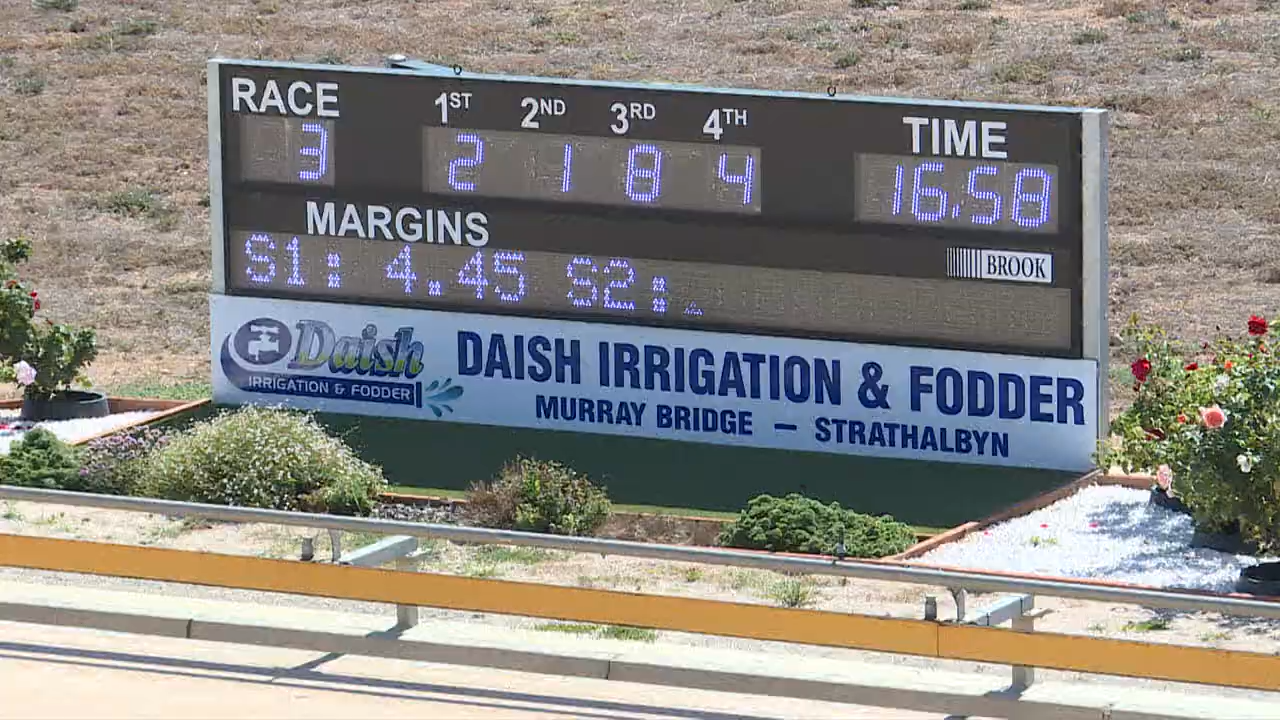 RACE 1ST 2ND 3RD 4TH TIME
3 2 1 8 4 16.58
MARGINS
S1: 4.45 S2:
BROOK
Daish
IRRIGATION & FODDER
DAISH IRRIGATION & FODDER
MURRAY BRIDGE – STRATHALBYN